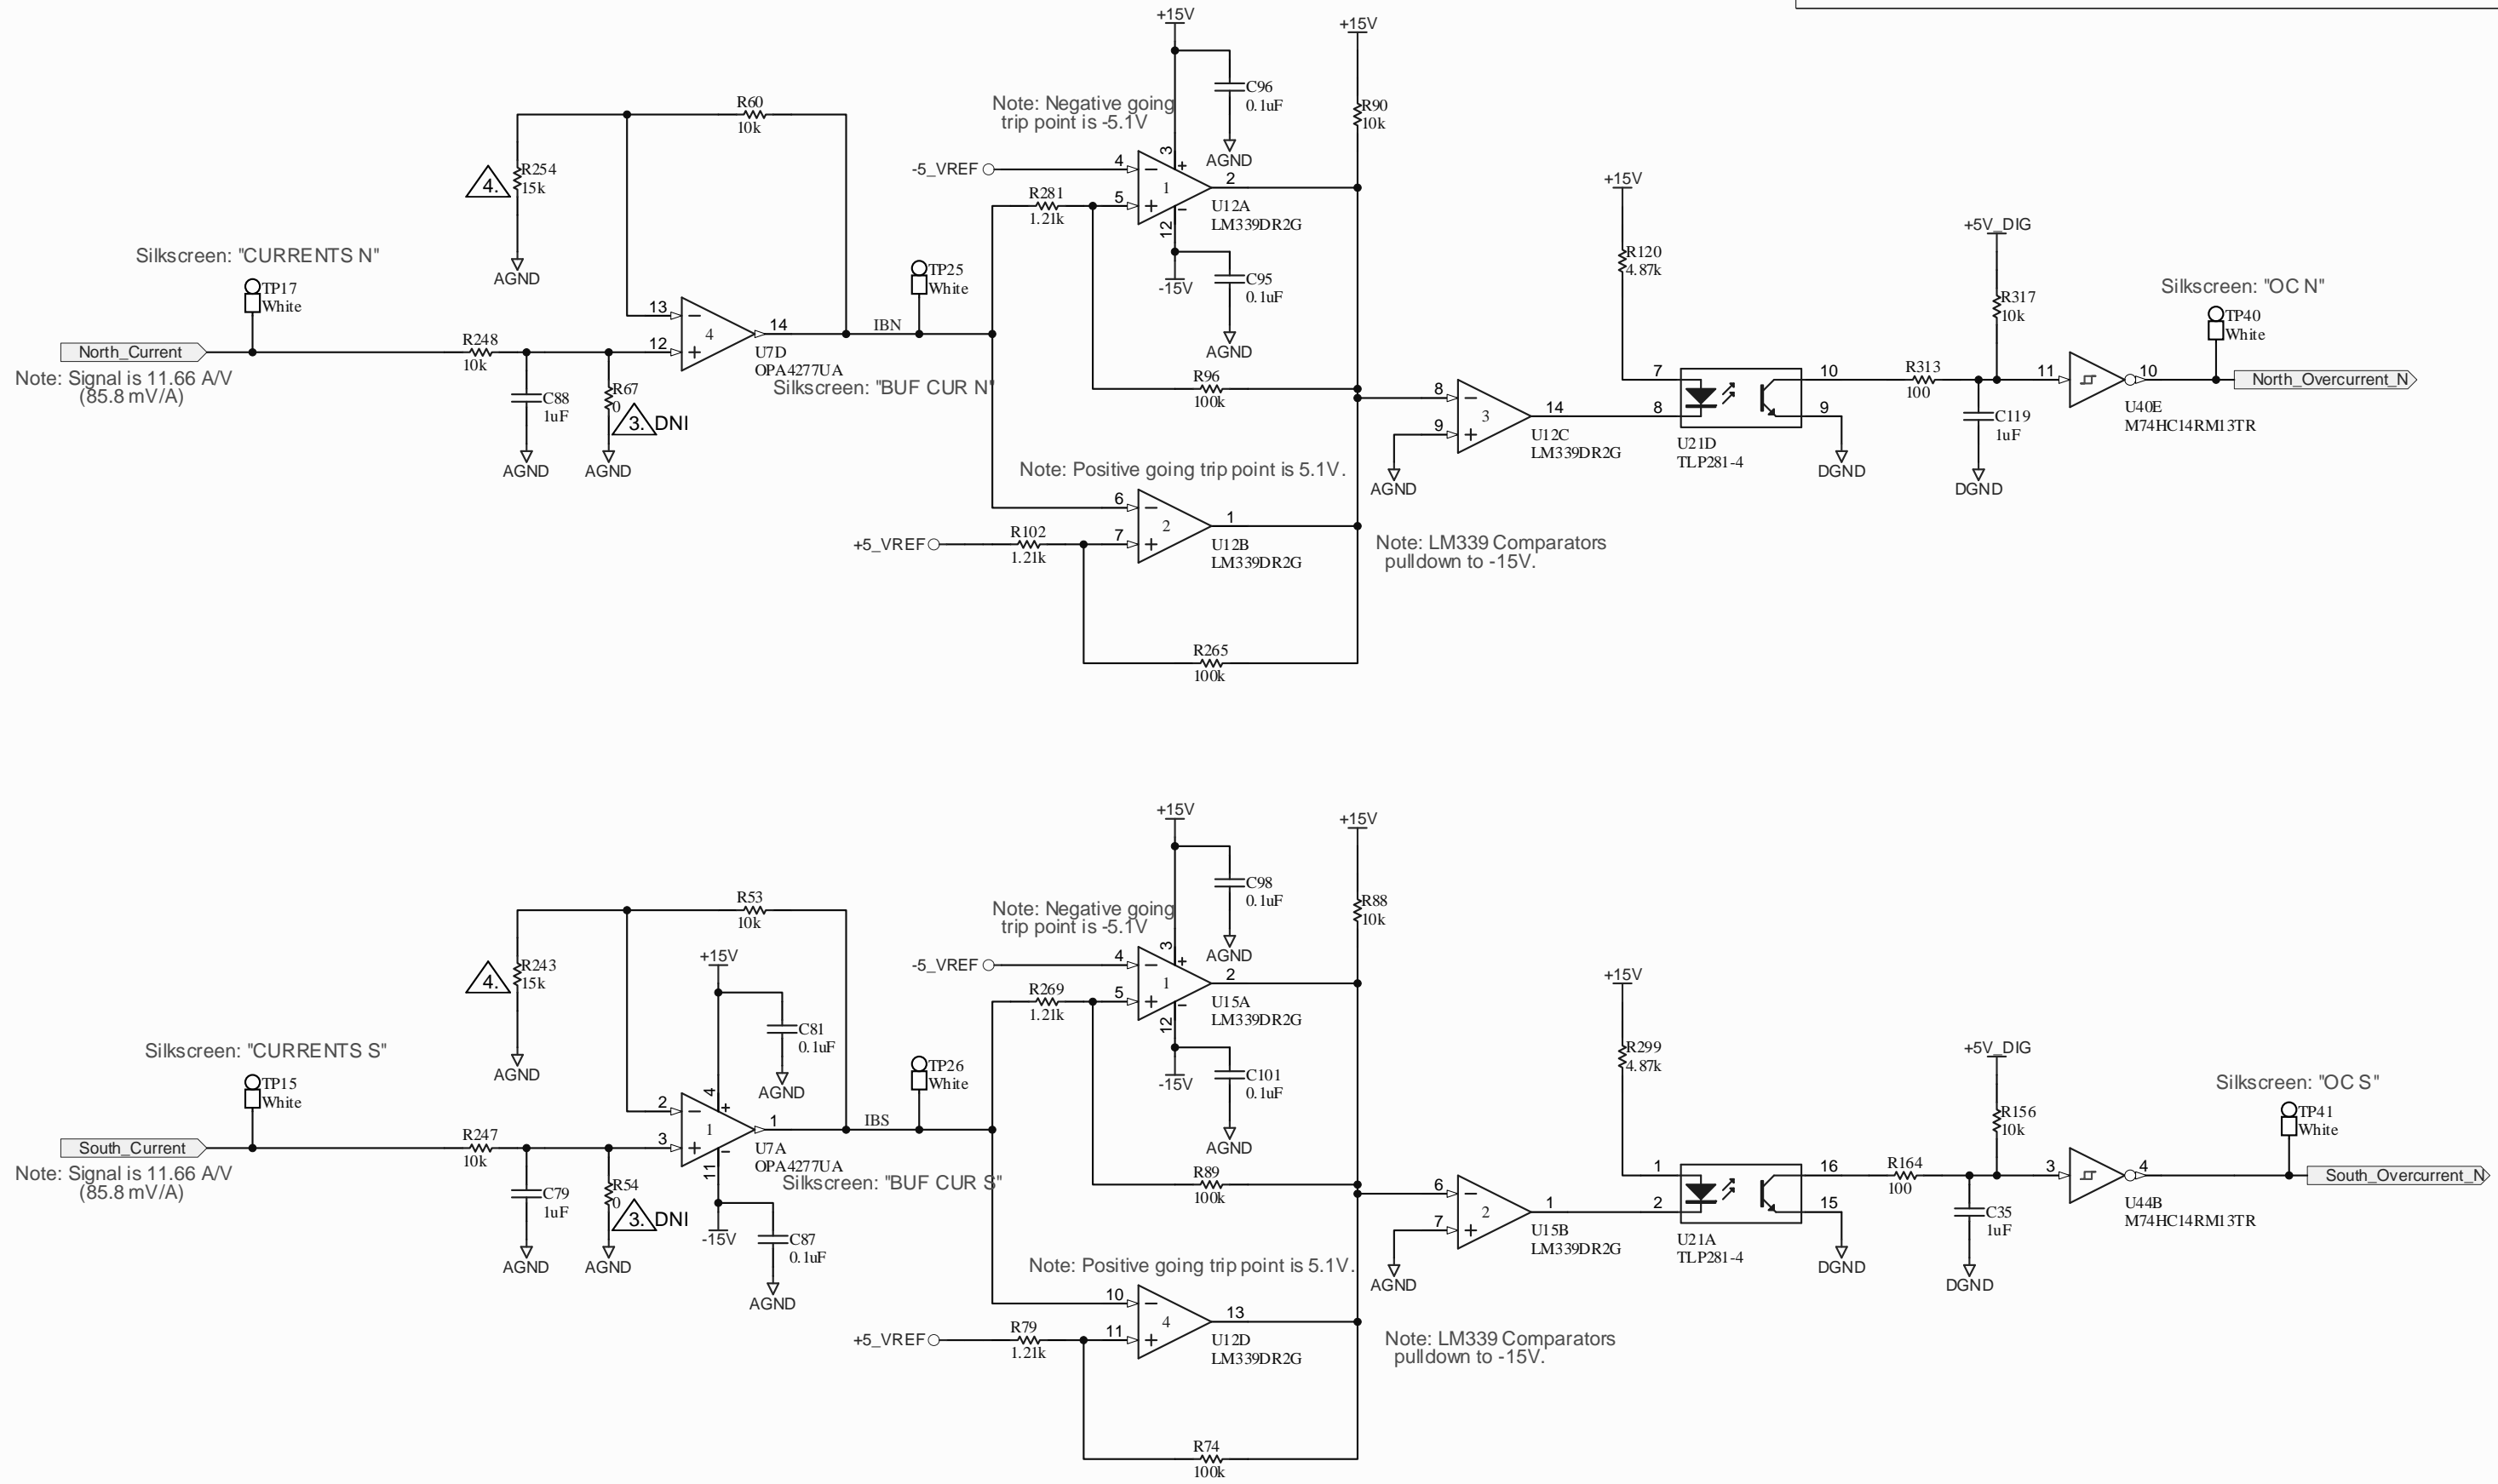 +15V
+15V
C96
0.1uF
AGND
R90
10k
Note: Negative going
trip point is -5.1V
R60
10k
4.
R254
15k
AGND
-5_VREF
4
3
+
−
1
2
R281
1.21k
5
+
−
12
U12A
LM339DR2G
-15V
C95
0.1uF
AGND
+15V
R120
4.87k
+5V_DIG
R317
10k
Silkscreen: "OC N"
TP40
White
Silkscreen: "CURRENTS N"
TP17
White
TP25
White
13
−
4
14
IBN
12
+
U7D
OPA4277UA
Silkscreen: "BUF CUR N"
North_Current
Note: Signal is 11.66 A/V
(85.8 mV/A)
R248
10k
C88
1uF
AGND
R67
0
3.
DNI
AGND
R96
100k
8
−
3
14
9
+
U12C
LM339DR2G
AGND
7
8
10
9
U21D
TLP281-4
DGND
R313
100
C119
1uF
DGND
11
10
U40E
M74HC14RM13TR
North_Overcurrent_N
Note: Positive going trip point is 5.1V.
6
−
2
1
+5_VREF
R102
1.21k
7
+
U12B
LM339DR2G
Note: LM339 Comparators
pulldown to -15V.
R265
100k
+15V
+15V
C98
0.1uF
AGND
R88
10k
Note: Negative going
trip point is -5.1V
R53
10k
4.
R243
15k
AGND
+15V
C81
0.1uF
AGND
-5_VREF
4
3
+
−
1
2
R269
1.21k
5
+
−
12
U15A
LM339DR2G
-15V
C101
0.1uF
AGND
+15V
R299
4.87k
+5V_DIG
R156
10k
Silkscreen: "OC S"
TP41
White
Silkscreen: "CURRENTS S"
TP15
White
TP26
White
2
−
4
+
1
1
IBS
3
+
−
11
U7A
OPA4277UA
Silkscreen: "BUF CUR S"
South_Current
Note: Signal is 11.66 A/V
(85.8 mV/A)
R247
10k
C79
1uF
AGND
R54
0
3.
DNI
AGND
-15V
C87
0.1uF
AGND
R89
100k
6
−
2
1
7
+
U15B
LM339DR2G
AGND
1
2
16
15
U21A
TLP281-4
DGND
R164
100
C35
1uF
DGND
3
4
U44B
M74HC14RM13TR
South_Overcurrent_N
Note: Positive going trip point is 5.1V.
10
−
4
13
+5_VREF
R79
1.21k
11
+
U12D
LM339DR2G
Note: LM339 Comparators
pulldown to -15V.
R74
100k